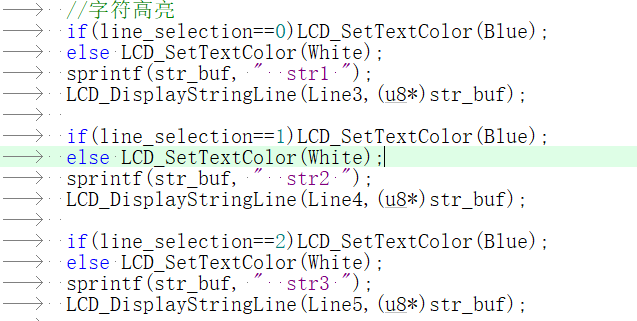 //字符高亮
if(line_selection==0)LCD_SetTextColor(Blue);
else LCD_SetTextColor(White);
sprintf(str_buf, "  str1 ");
LCD_DisplayStringLine(Line3,(u8*)str_buf);
if(line_selection==1)LCD_SetTextColor(Blue);
else LCD_SetTextColor(White);
sprintf(str_buf, "  str2 ");
LCD_DisplayStringLine(Line4,(u8*)str_buf);
if(line_selection==2)LCD_SetTextColor(Blue);
else LCD_SetTextColor(White);
sprintf(str_buf, "  str3 ");
LCD_DisplayStringLine(Line5,(u8*)str_buf);